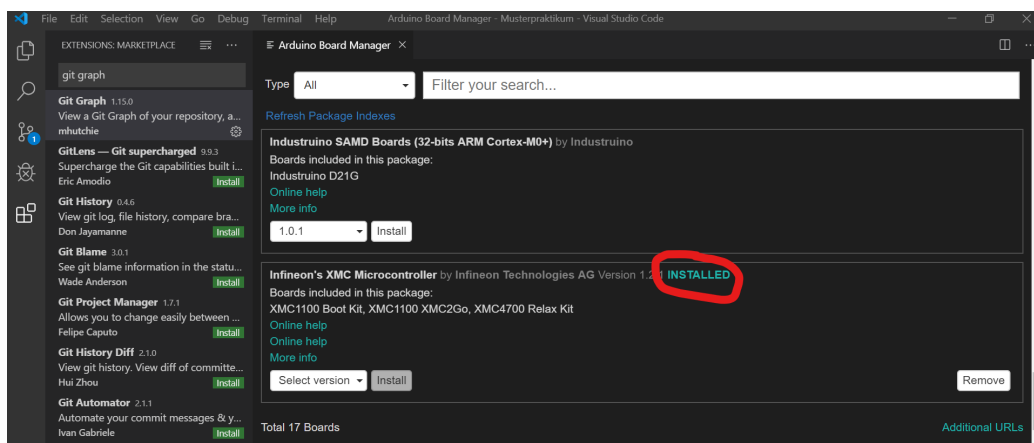 File Edit Selection View Go Debug Terminal Help Arduino Board Manager - Musterpraktikum - Visual Studio Code
EXTENSIONS: MARKETPLACE
git graph
Git Graph 1.15.0
View a Git Graph of your repository, a...
mhutchie
GitLens — Git supercharged 9.9.3
Supercharge the Git capabilities built i...
Eric Amodio Install
Git History 0.4.6
View git log, file history, compare bra...
Don Jayamanne Install
Git Blame 3.0.1
See git blame information in the statu...
Wade Anderson Install
Git Project Manager 1.7.1
Allows you to change easily between ...
Felipe Caputo Install
Git History Diff 2.1.0
View git history. View diff of committe...
Hui Zhou Install
Git Automator 2.1.1
Automate your commit messages & y...
Ivan Gabriele Install
1
Arduino Board Manager
Type All Filter your search...
Refresh Package Indexes
Industruino SAMD Boards (32-bits ARM Cortex-M0+) by Industruino
Boards included in this package:
Industruino D21G
Online help
More info
1.0.1 Install
Infineon's XMC Microcontroller by Infineon Technologies AG Version INSTALLED
Boards included in this package:
XMC1100 Boot Kit, XMC1100 XMC2Go, XMC4700 Relax Kit
Online help
Online help
More info
Select version Install Remove
Total 17 Boards Additional URLs